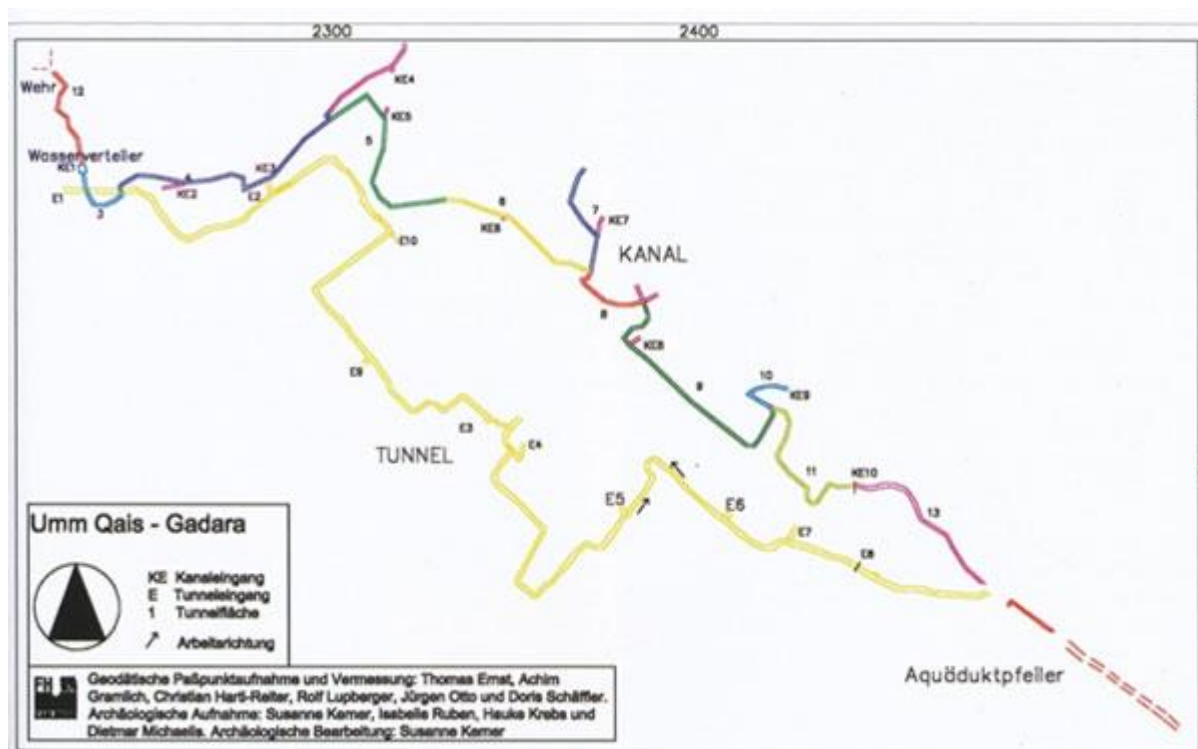 2300 2400
Wehr
12
KE4
KE5
5
Wasserverteiler
KE1
4
KE3
KE2
E1
E2
3
6
KE6
7
KE7
E10
KANAL
8
KE8
E9
9
10
KE9
E3
E4
TUNNEL
11
KE10
13
E5
E6
E7
E8
Umm Qais - Gadara
KE Kanaleingang
E Tunneleingang
1 Tunnelfläche
Arbeitsrichtung
Aquäduktpfeiler
FH
Geodätische Paßpunktaufnahme und Vermessung: Thomas Ernst, Achim
Gramlich, Christian Hartl-Reiter, Rolf Lupberger, Jürgen Otto und Doris Schäffler.
Archäologische Aufnahme: Susanne Kerner, Isabelle Ruben, Hauke Krebs und
Dietmar Michaelis. Archäologische Bearbeitung: Susanne Kerner